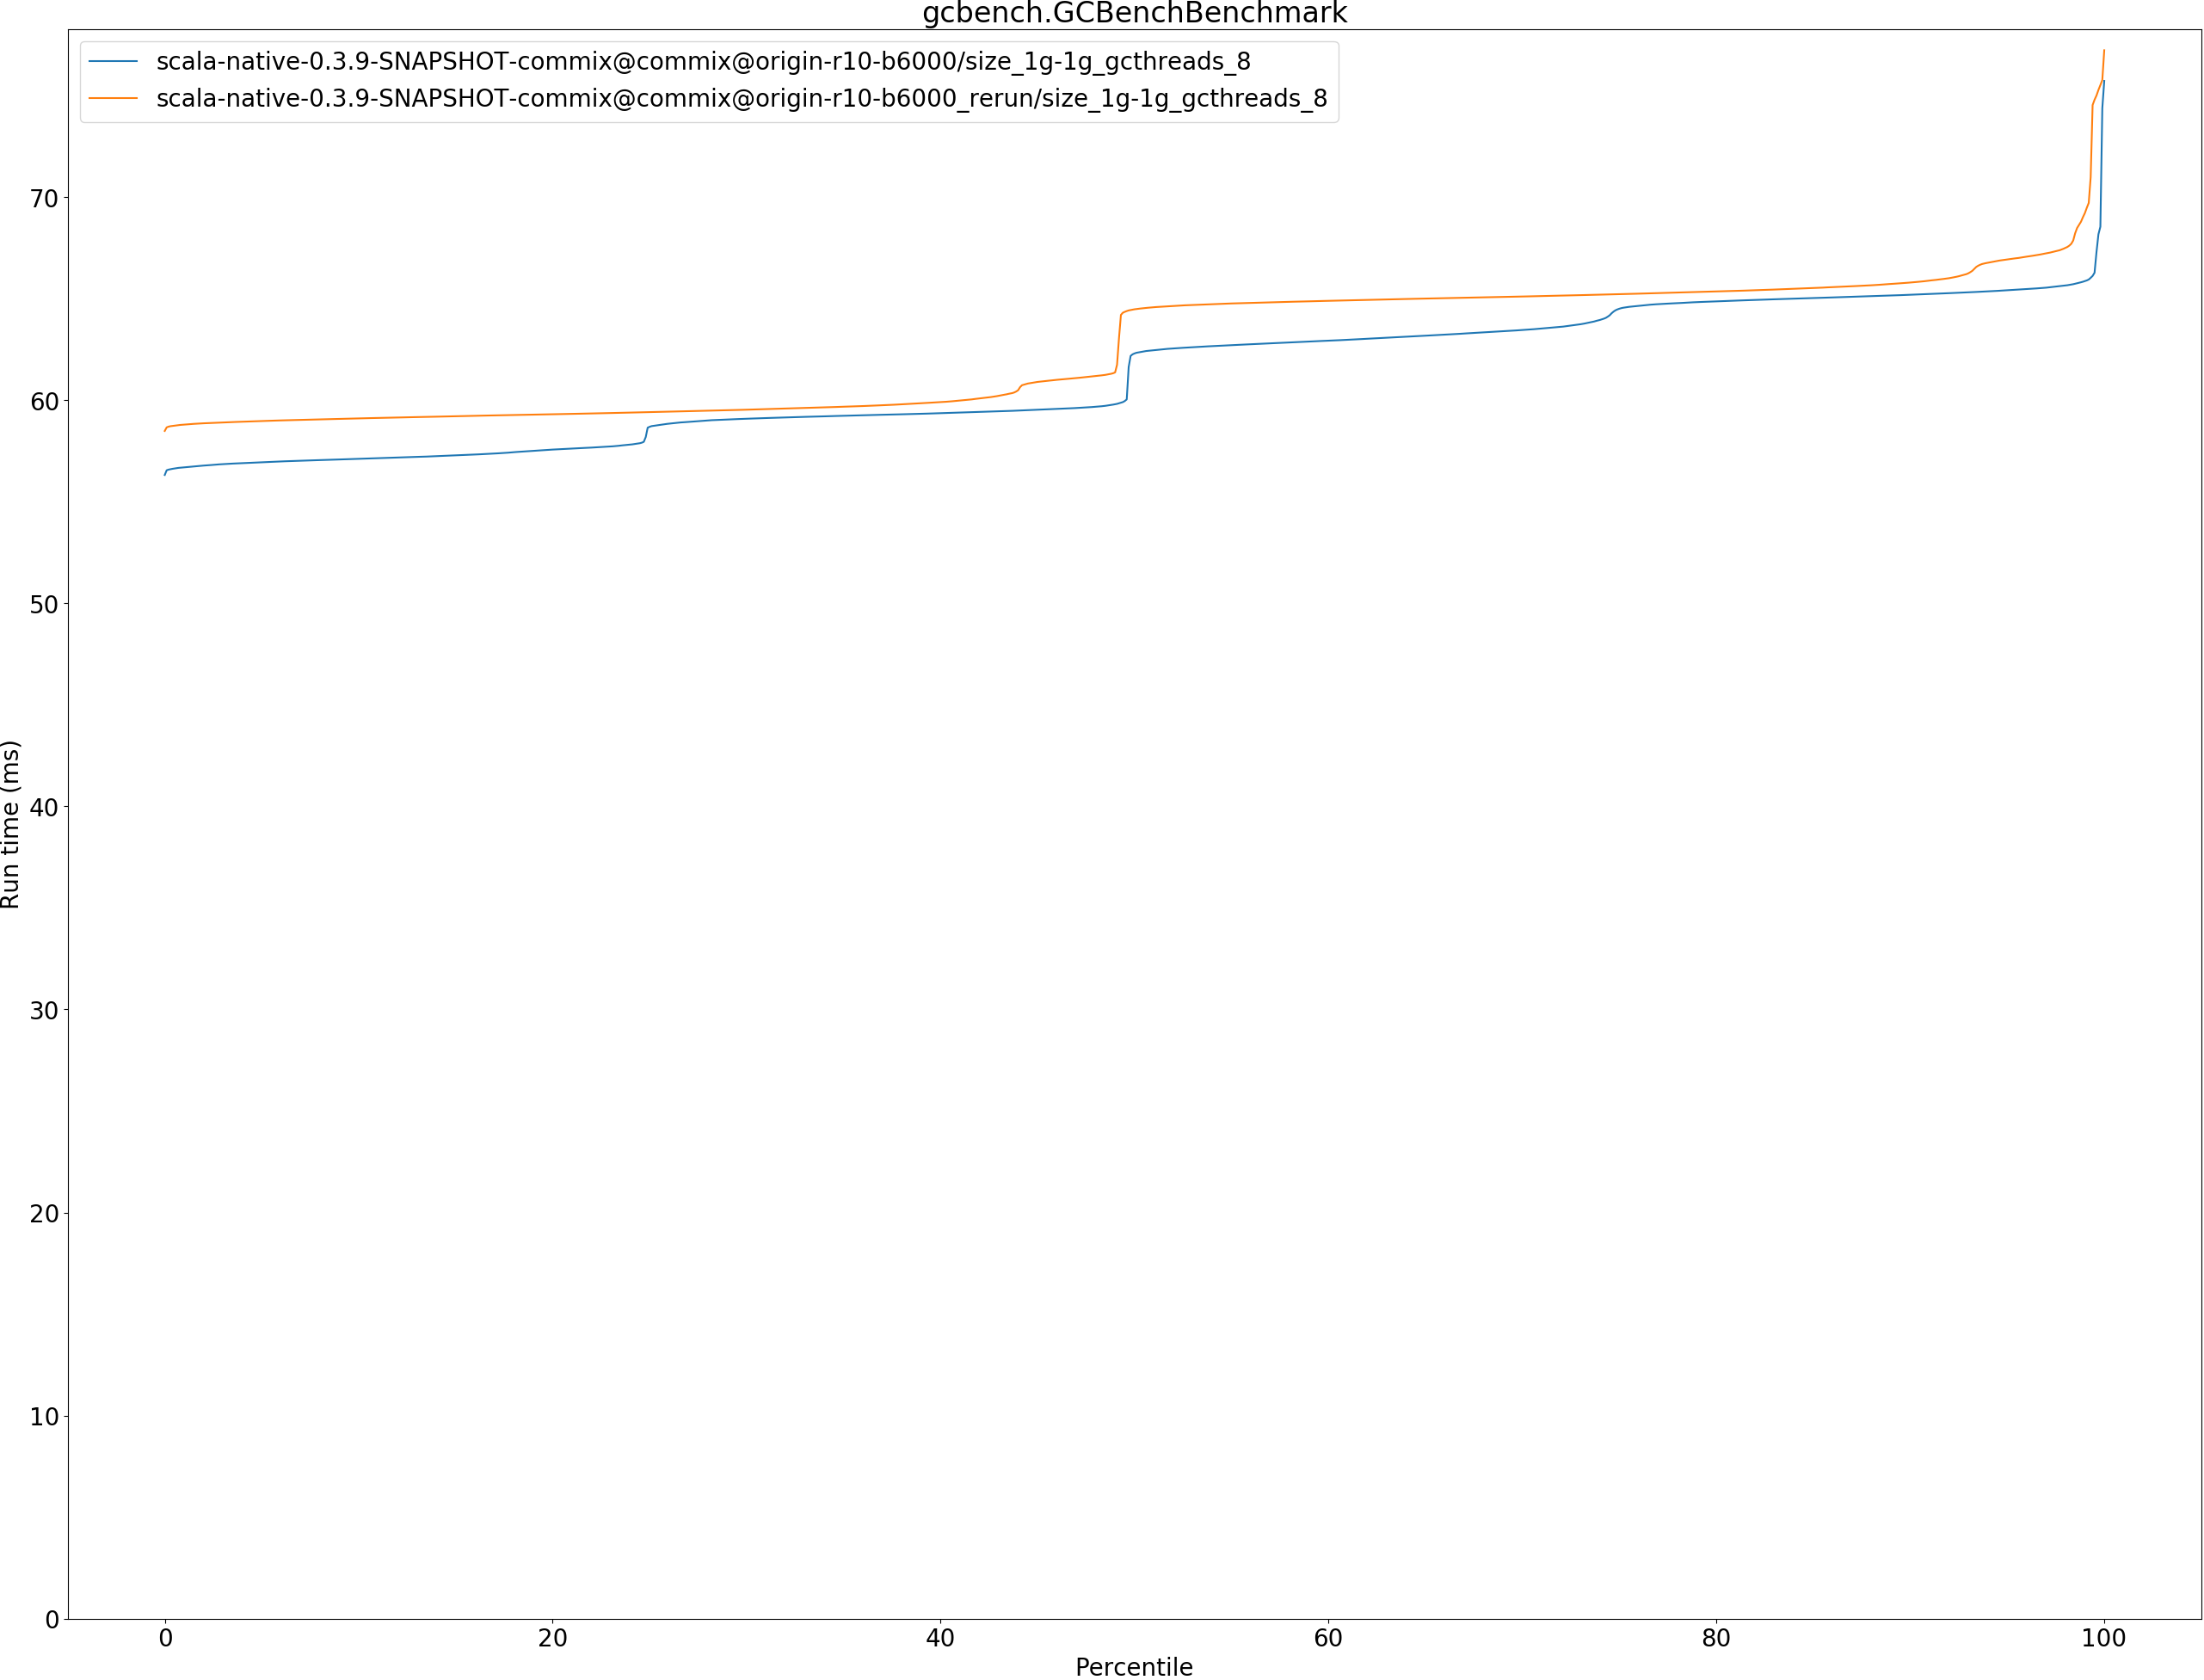 gcbench.GCBenchBenchmark
scala-native-0.3.9-SNAPSHOT-commix@commix@origin-r10-b6000/size_1g-1g_gcthreads_8
scala-native-0.3.9-SNAPSHOT-commix@commix@origin-r10-b6000_rerun/size_1g-1g_gcthreads_8
70
60
50
40
30
20
10
0
Run time (ms)
0 20 40 60 80 100
Percentile